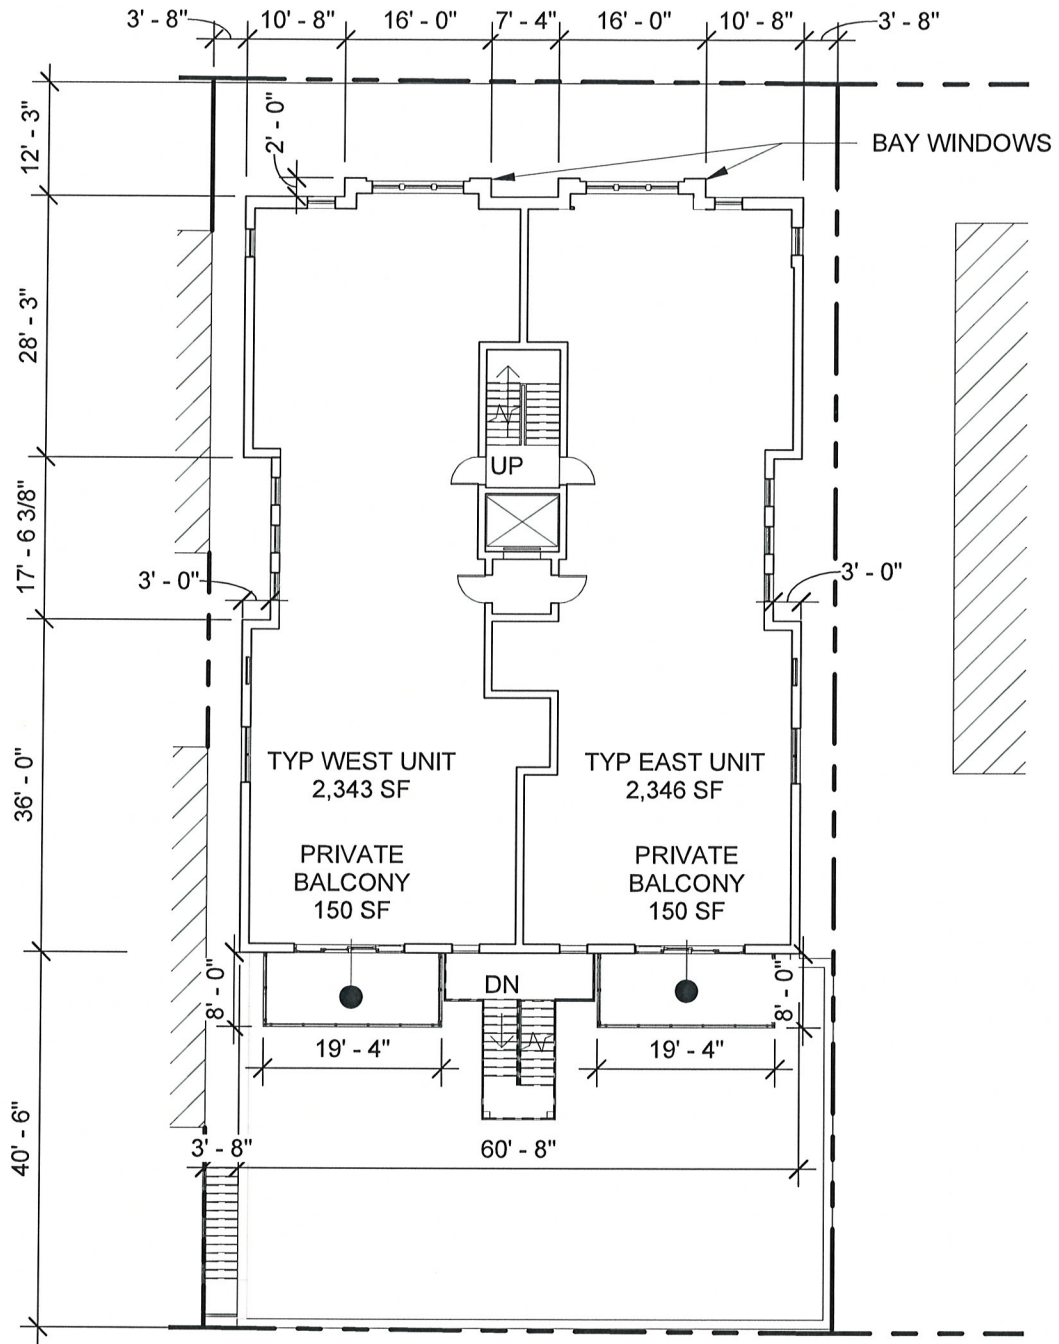 3' - 8" 10' - 8" 16' - 0" 7' - 4" 16' - 0" 10' - 8" 3' - 8"
12' - 3"
2' - 0"
BAY WINDOWS
28' - 3"
UP
17' - 6 3/8"
3' - 0"
3' - 0"
36' - 0"
TYP WEST UNIT
2,343 SF
TYP EAST UNIT
2,346 SF
PRIVATE
BALCONY
150 SF
PRIVATE
BALCONY
150 SF
8' - 0"
DN
8' - 0"
19' - 4"
19' - 4"
40' - 6"
3' - 8"
60' - 8"